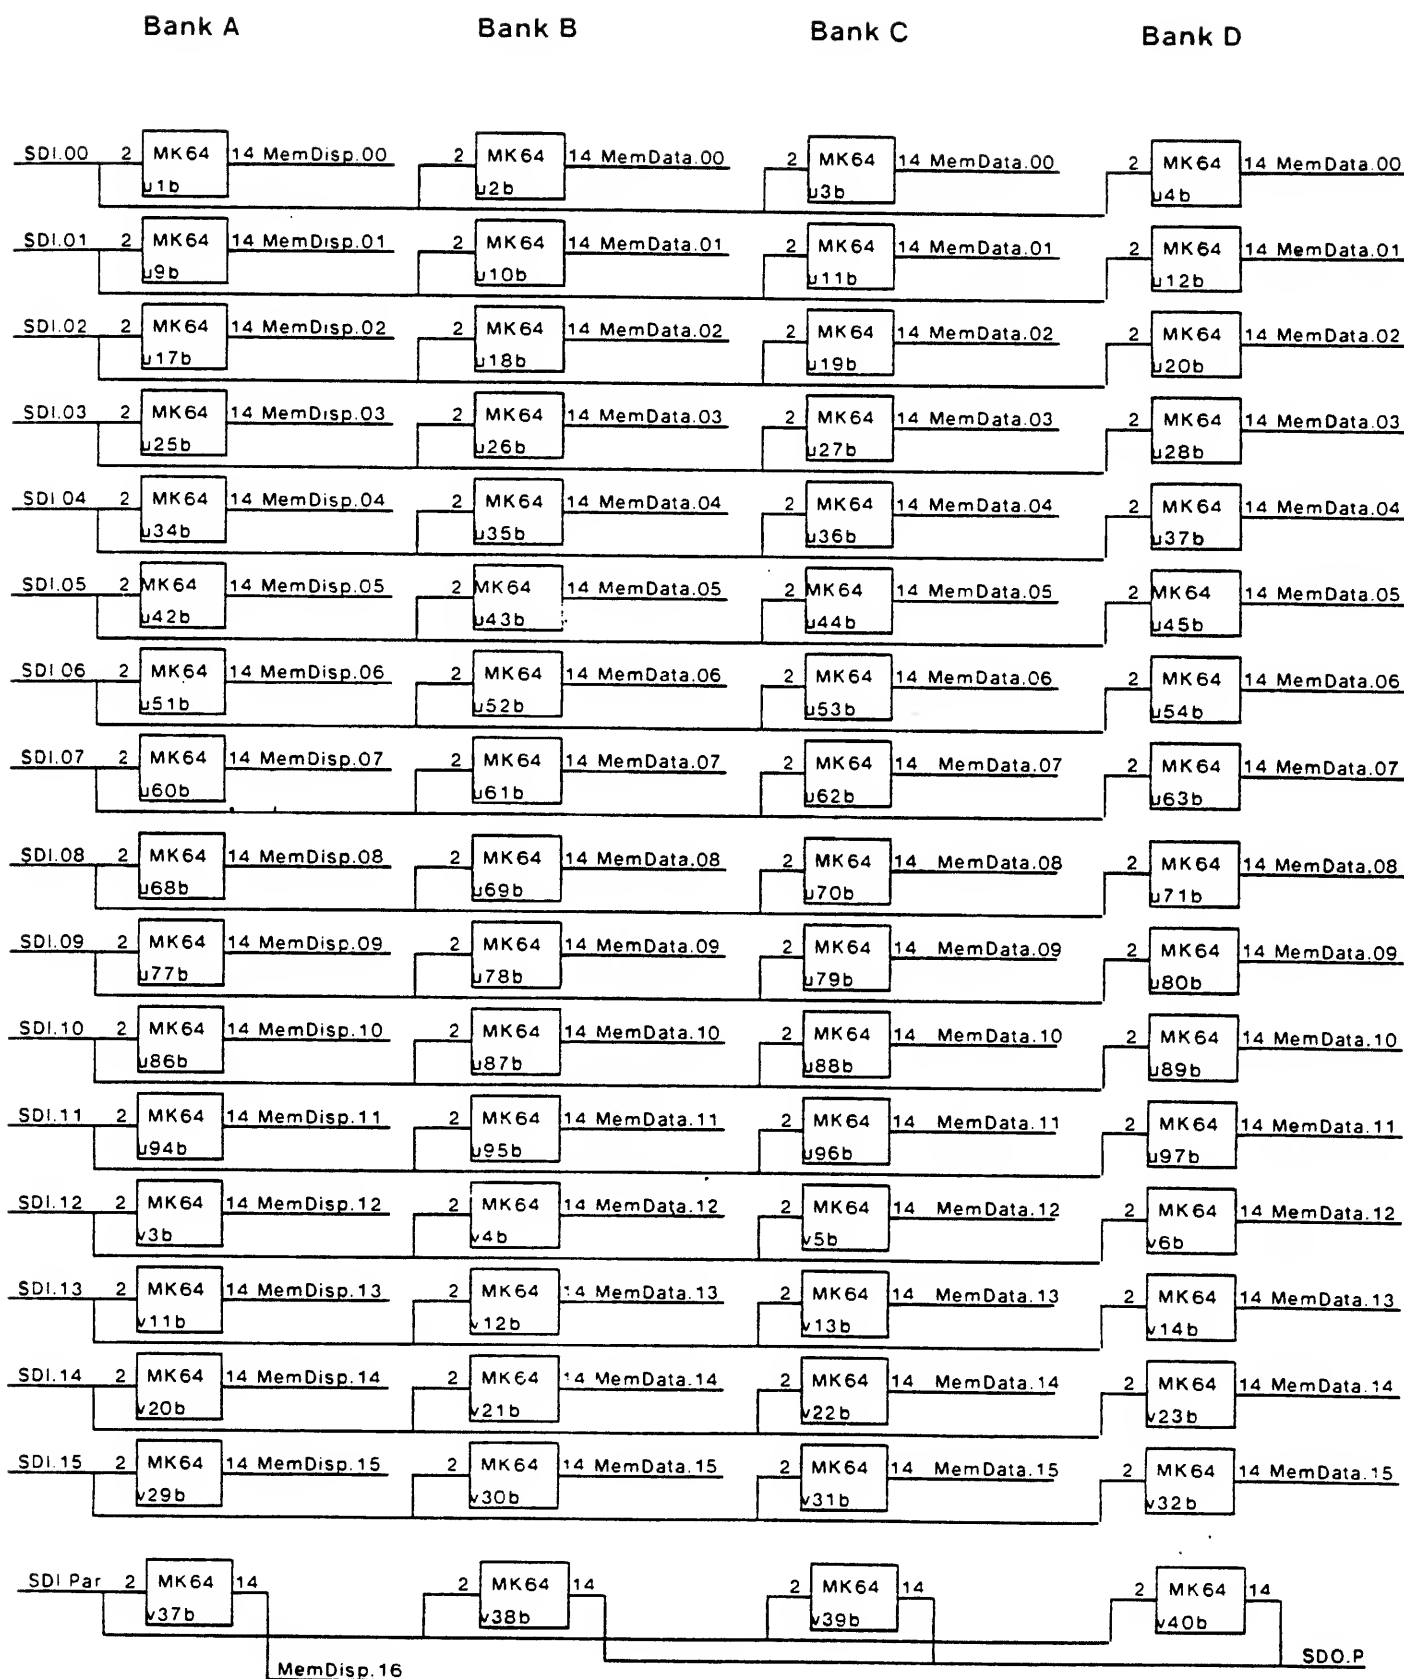 Bank A Bank B Bank C Bank D
SDI.00 2 MK64 14 MemDisp.00 2 MK64 14 MemData.00 2 MK64 14 MemData.00 2 MK64 14 MemData.00
u1b u2b u3b u4b
SDI.01 2 MK64 14 MemDisp.01 2 MK64 14 MemData.01 2 MK64 14 MemData.01 2 MK64 14 MemData.01
u9b u10b u11b u12b
SDI.02 2 MK64 14 MemDisp.02 2 MK64 14 MemData.02 2 MK64 14 MemData.02 2 MK64 14 MemData.02
u17b u18b u19b u20b
SDI.03 2 MK64 14 MemDisp.03 2 MK64 14 MemData.03 2 MK64 14 MemData.03 2 MK64 14 MemData.03
u25b u26b u27b u28b
SDI.04 2 MK64 14 MemDisp.04 2 MK64 14 MemData.04 2 MK64 14 MemData.04 2 MK64 14 MemData.04
u34b u35b u36b u37b
SDI.05 2 MK64 14 MemDisp.05 2 MK64 14 MemData.05 2 MK64 14 MemData.05 2 MK64 14 MemData.05
u42b u43b u44b u45b
SDI.06 2 MK64 14 MemDisp.06 2 MK64 14 MemData.06 2 MK64 14 MemData.06 2 MK64 14 MemData.06
u51b u52b u53b u54b
SDI.07 2 MK64 14 MemDisp.07 2 MK64 14 MemData.07 2 MK64 14 MemData.07 2 MK64 14 MemData.07
u60b u61b u62b u63b
SDI.08 2 MK64 14 MemDisp.08 2 MK64 14 MemData.08 2 MK64 14 MemData.08 2 MK64 14 MemData.08
u68b u69b u70b u71b
SDI.09 2 MK64 14 MemDisp.09 2 MK64 14 MemData.09 2 MK64 14 MemData.09 2 MK64 14 MemData.09
u77b u78b u79b u80b
SDI.10 2 MK64 14 MemDisp.10 2 MK64 14 MemData.10 2 MK64 14 MemData.10 2 MK64 14 MemData.10
u86b u87b u88b u89b
SDI.11 2 MK64 14 MemDisp.11 2 MK64 14 MemData.11 2 MK64 14 MemData.11 2 MK64 14 MemData.11
u94b u95b u96b u97b
SDI.12 2 MK64 14 MemDisp.12 2 MK64 14 MemData.12 2 MK64 14 MemData.12 2 MK64 14 MemData.12
v3b v4b v5b v6b
SDI.13 2 MK64 14 MemDisp.13 2 MK64 14 MemData.13 2 MK64 14 MemData.13 2 MK64 14 MemData.13
v11b v12b v13b v14b
SDI.14 2 MK64 14 MemDisp.14 2 MK64 14 MemData.14 2 MK64 14 MemData.14 2 MK64 14 MemData.14
v20b v21b v22b v23b
SDI.15 2 MK64 14 MemDisp.15 2 MK64 14 MemData.15 2 MK64 14 MemData.15 2 MK64 14 MemData.15
v29b v30b v31b v32b
SDI Par 2 MK64 14 2 MK64 14 2 MK64 14 2 MK64 14
v37b v38b v39b v40b
MemDisp.16 SDO.P